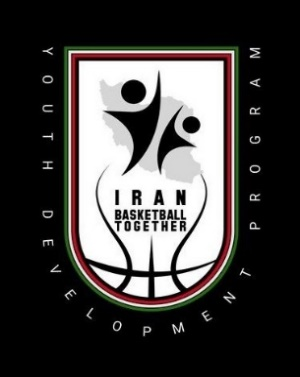 YOUTH DEVELOPMENT PROGRAM
IRAN
BASKETBALL
TOGETHER